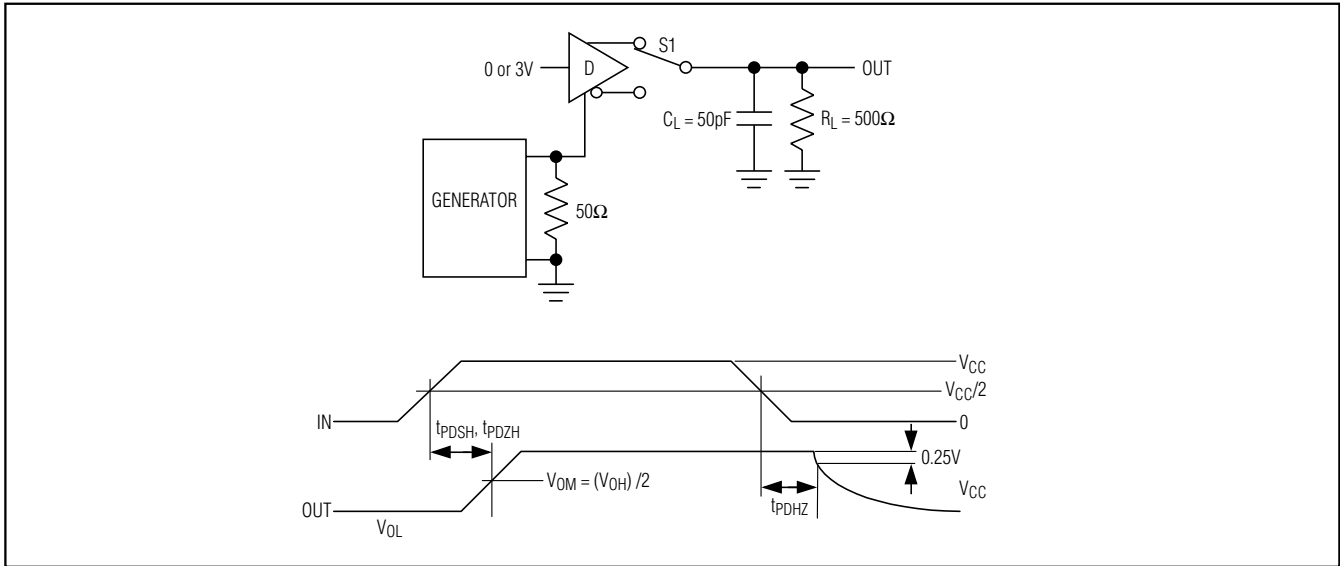 S1
0 or 3V
D
OUT
C_L = 50pF
R_L = 500Ω
GENERATOR
50Ω
V_CC
V_CC/2
IN
0
t_PDSH, t_PDZH
0.25V
V_OM = (V_OH) /2
V_CC
t_PDHZ
OUT
V_OL